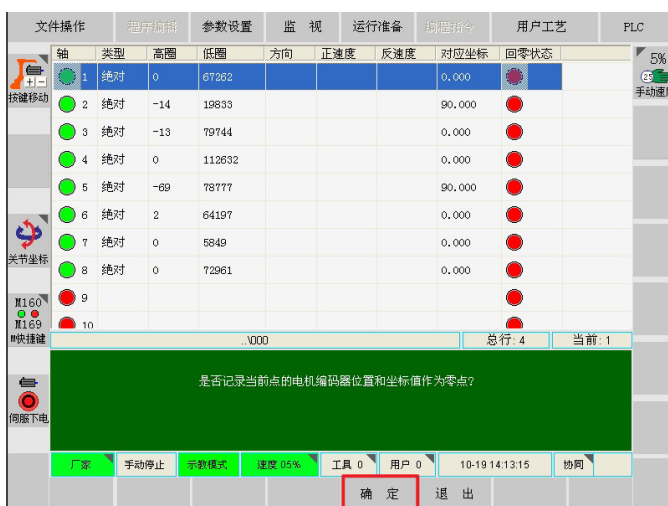 文件操作 程序编辑 参数设置 监 视 运行准备 编程指令 用户工艺 PLC
轴 类型 高圈 低圈 方向 正速度 反速度 对应坐标 回零状态
1 绝对 0 67262 0.000
2 绝对 -14 19833 90.000
3 绝对 -13 79744 0.000
4 绝对 0 112632 0.000
5 绝对 -69 78777 90.000
6 绝对 2 64197 0.000
7 绝对 0 5849 0.000
8 绝对 0 72961 0.000
9
10
按键移动
关节坐标
M160
M169
M快捷键
伺服下电
5%
25
手动速
..\000 总行: 4 当前: 1
是否记录当前点的电机编码器位置和坐标值作为零点?
厂家 手动停止 示教模式 速度 05% 工具 0 用户 0 10-19 14:13:15 协同
确 定 退 出